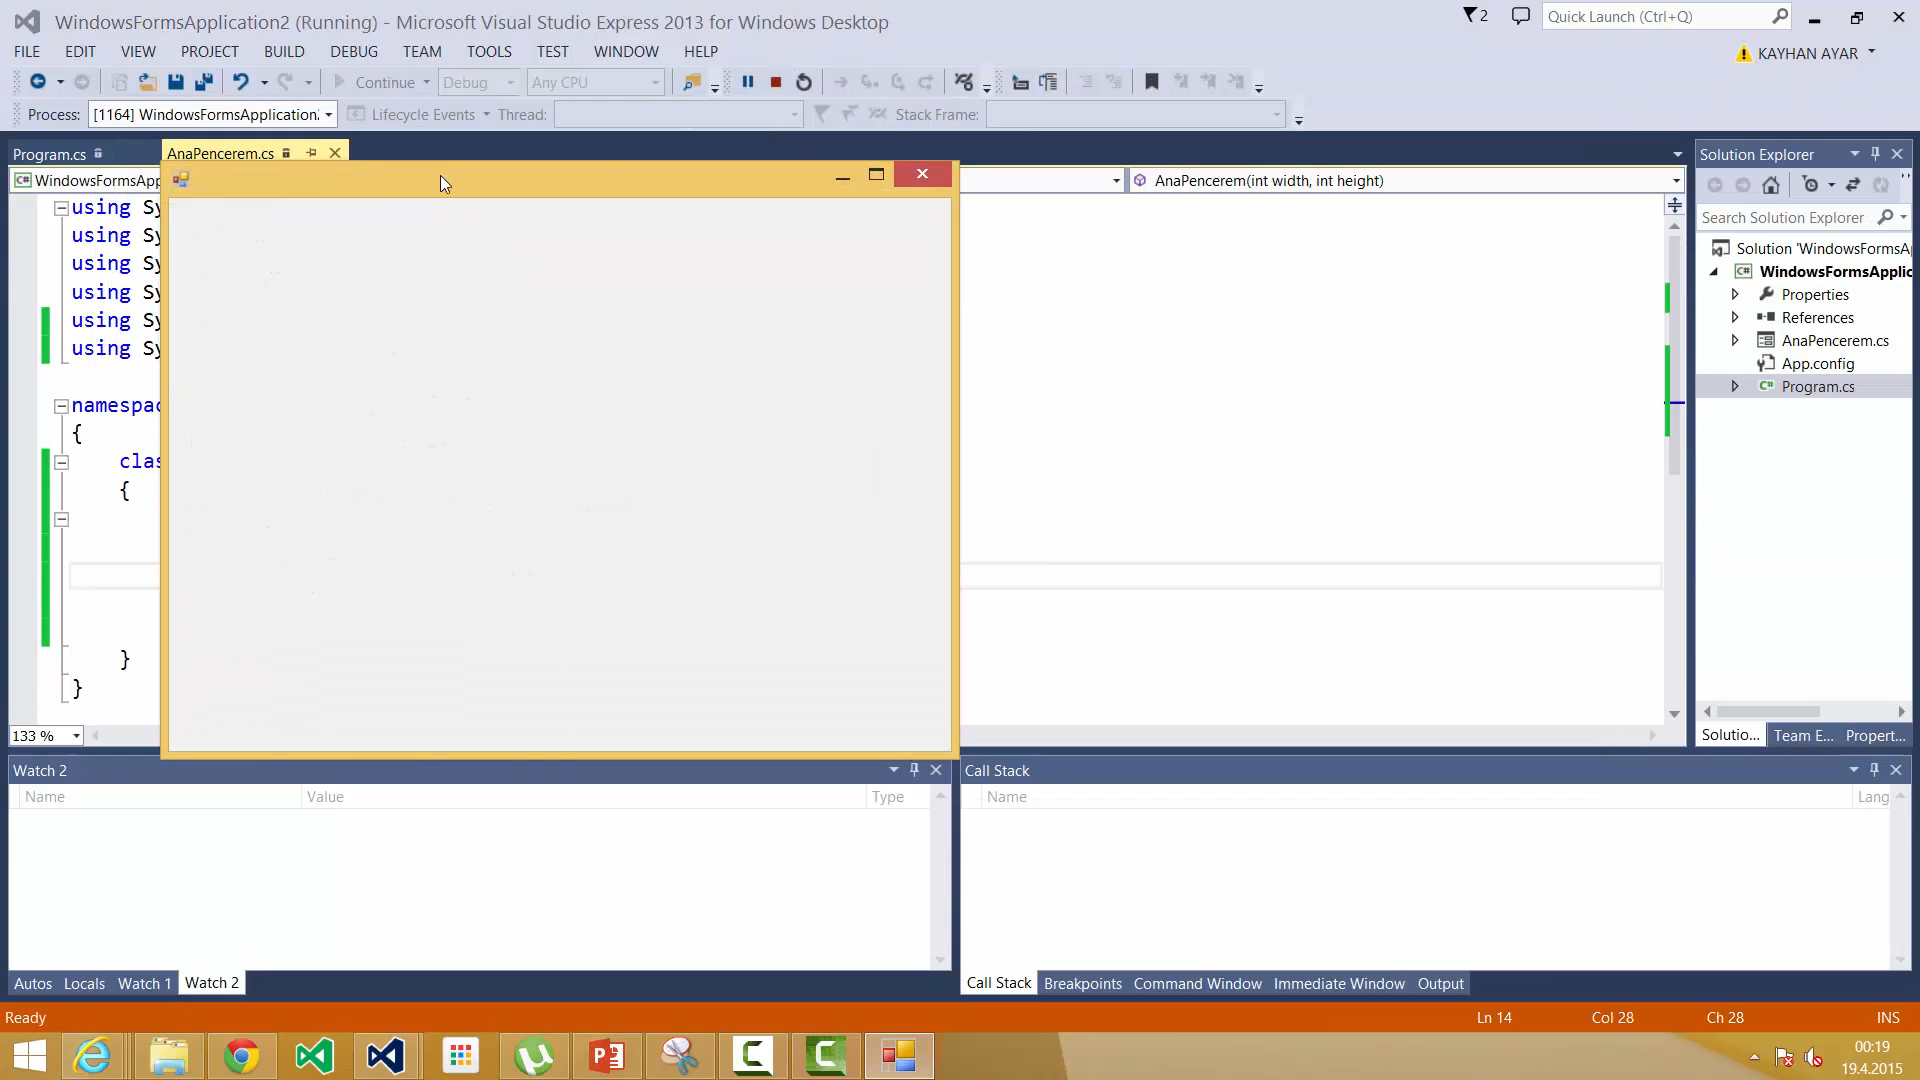 WindowsFormsApplication2 (Running) - Microsoft Visual Studio Express 2013 for Windows Desktop
2
Quick Launch (Ctrl+Q)
FILE EDIT VIEW PROJECT BUILD DEBUG TEAM TOOLS TEST WINDOW HELP
KAYHAN AYAR
Continue Debug Any CPU
Process: [1164] WindowsFormsApplication Lifecycle Events Thread: Stack Frame:
Program.cs AnaPencerem.cs
Solution Explorer
WindowsFormsApp AnaPencerem(int width, int height)
using Sy
using Sy
using Sy
using Sy
using Sy
using Sy
namespac
{
clas
{
}
}
Search Solution Explorer
Solution 'WindowsFormsA
WindowsFormsApplic
Properties
References
AnaPencerem.cs
App.config
Program.cs
133 %
Solutio... Team E... Propert...
Watch 2
Name Value Type
Call Stack
Name Lang
Autos Locals Watch 1 Watch 2
Call Stack Breakpoints Command Window Immediate Window Output
Ready Ln 14 Col 28 Ch 28 INS
00:19
19.4.2015